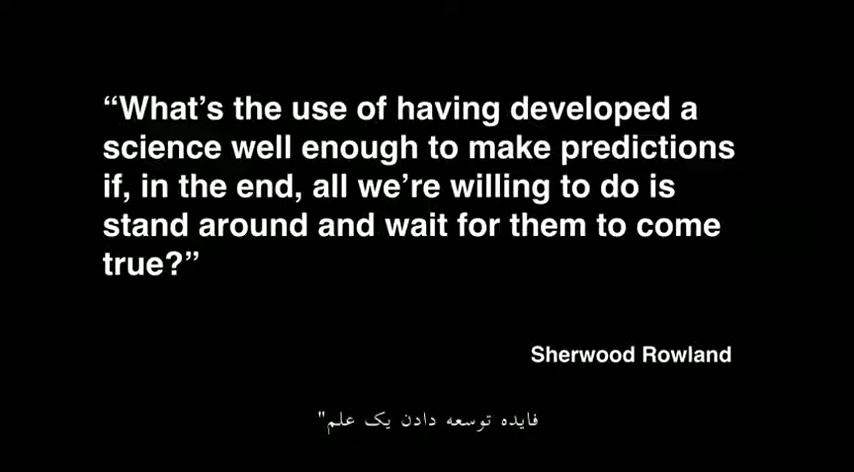 “What’s the use of having developed a
science well enough to make predictions
if, in the end, all we’re willing to do is
stand around and wait for them to come
true?”
Sherwood Rowland
فایده توسعه دادن یک علم"